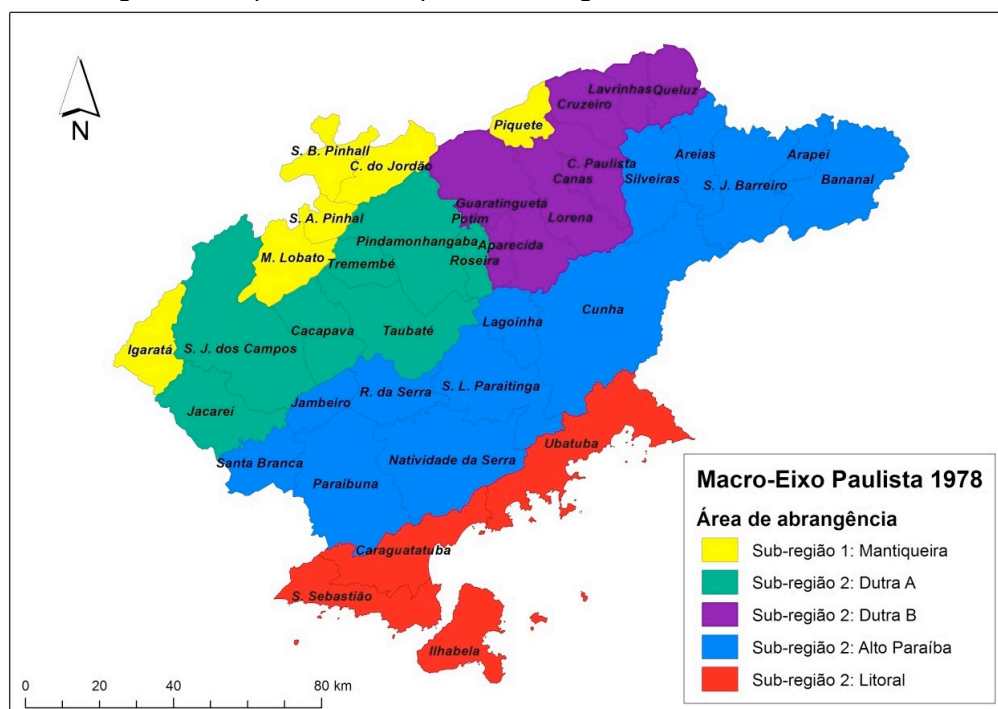 N
Lavrinhas
Queluz
Cruzeiro
Piquete
S. B. Pinhall
C. do Jordão
C. Paulista
Areias
Arapei
Canas
Silveiras
S. J. Barreiro
Bananal
Guaratinguetá
S. A. Pinhal
Potim
Lorena
Pindamonhangaba
Aparecida
M. Lobato
Tremembé
Roseira
Cunha
Lagoinha
Cacapava
Taubaté
Igaratá
S. J. dos Campos
S. L. Paraitinga
R. da Serra
Jambeiro
Jacareí
Ubatuba
Santa Branca
Natividade da Serra
Paraíbuna
Caraguatatuba
S. Sebastião
Ilhabela
Macro-Eixo Paulista 1978
Área de abrangência
Sub-região 1: Mantiqueira
Sub-região 2: Dutra A
Sub-região 2: Dutra B
Sub-região 2: Alto Paraíba
Sub-região 2: Litoral
0 20 40 80 km